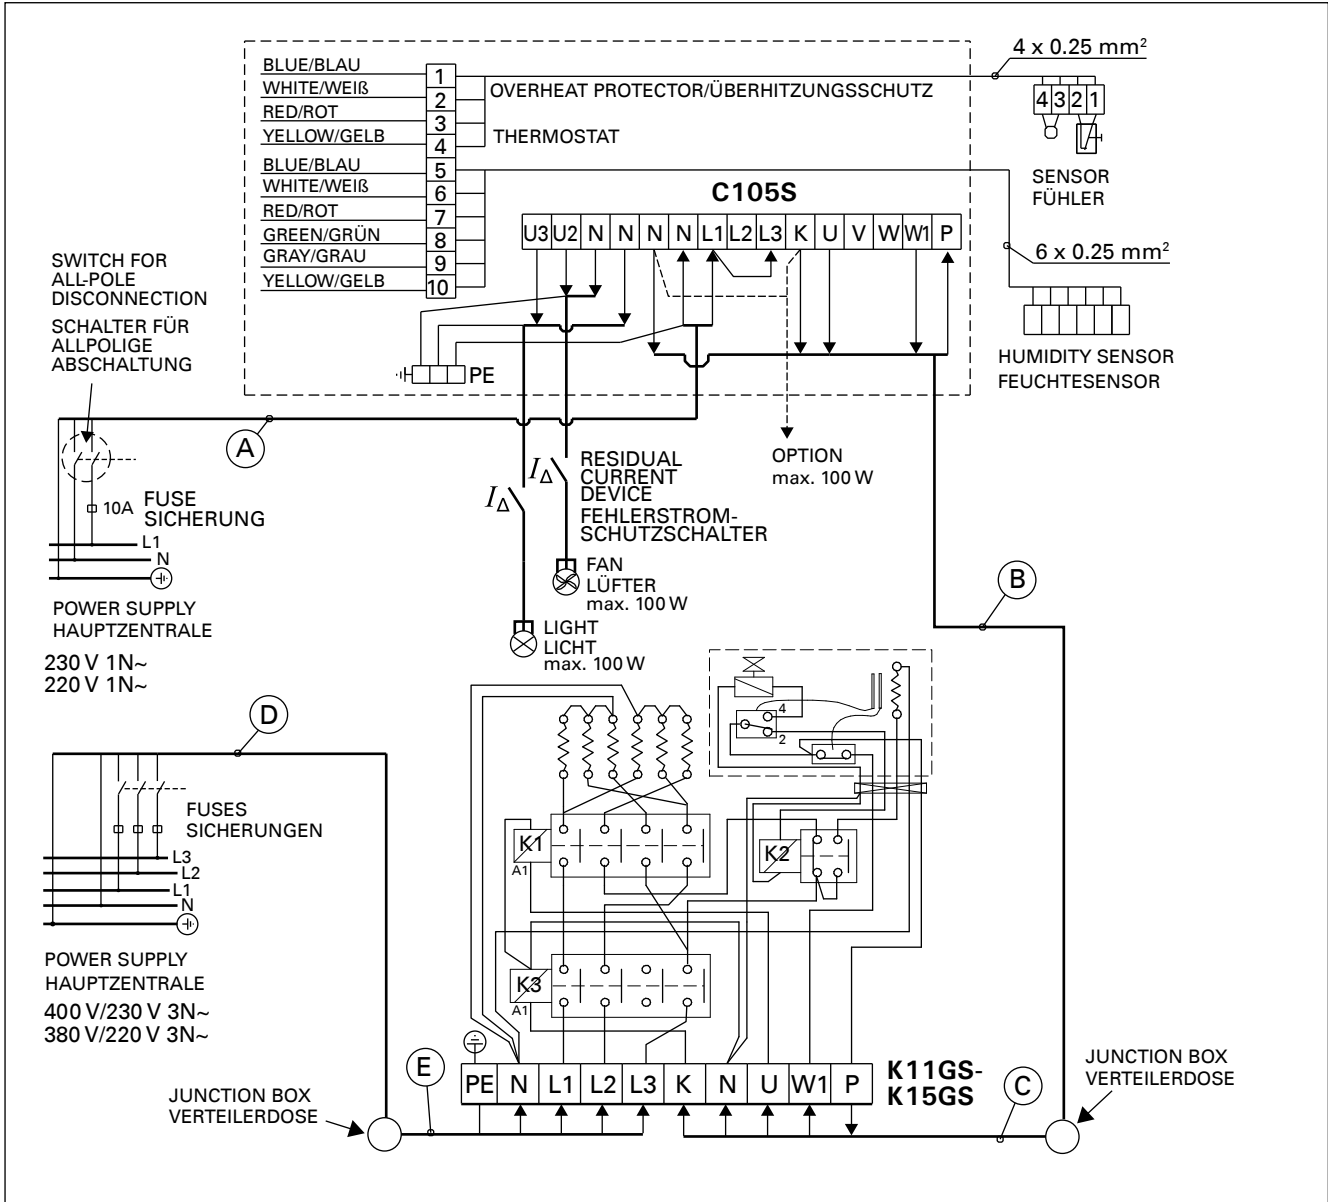 4 x 0.25 mm²
BLUE/BLAU
WHITE/WEIß
RED/ROT
YELLOW/GELB
BLUE/BLAU
WHITE/WEIß
RED/ROT
GREEN/GRÜN
GRAY/GRAU
YELLOW/GELB
1
2
3
4
5
6
7
8
9
10
OVERHEAT PROTECTOR/ÜBERHITZUNGSSCHUTZ
THERMOSTAT
4 3 2 1
SENSOR
FÜHLER
C105S
U3 U2 N N N N L1 L2 L3 K U V W W1 P
6 x 0.25 mm²
HUMIDITY SENSOR
FEUCHTESENSOR
SWITCH FOR
ALL-POLE
DISCONNECTION
SCHALTER FÜR
ALLPOLIGE
ABSCHALTUNG
PE
A
OPTION
max. 100 W
I∆
I∆
RESIDUAL
CURRENT
DEVICE
FEHLERSTROM-
SCHUTZSCHALTER
10A
FUSE
SICHERUNG
L1
N
FAN
LÜFTER
max. 100 W
LIGHT
LICHT
max. 100 W
B
POWER SUPPLY
HAUPTZENTRALE
230 V 1N~
220 V 1N~
D
4
2
FUSES
SICHERUNGEN
L3
L2
L1
N
K1
A1
K2
K3
A1
POWER SUPPLY
HAUPTZENTRALE
400 V/230 V 3N~
380 V/220 V 3N~
E
PE N L1 L2 L3 K N U W1 P
K11GS-
K15GS
C
JUNCTION BOX
VERTEILERDOSE
JUNCTION BOX
VERTEILERDOSE